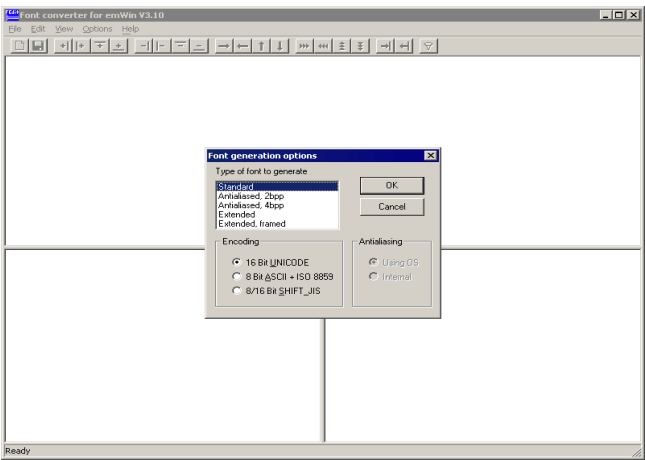 Font converter for emWin V3.10
File Edit View Options Help
Font generation options
Type of font to generate
Standard
Antialiased, 2bpp
Antialiased, 4bpp
Extended
Extended, framed
OK
Cancel
Encoding
16 Bit UNICODE
8 Bit ASCII + ISO 8859
8/16 Bit SHIFT_JIS
Antialiasing
Using OS
Internal
Ready